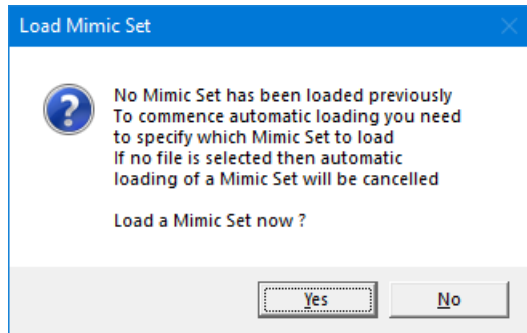 Load Mimic Set
No Mimic Set has been loaded previously
To commence automatic loading you need
to specify which Mimic Set to load
If no file is selected then automatic
loading of a Mimic Set will be cancelled
Load a Mimic Set now ?
Yes
No